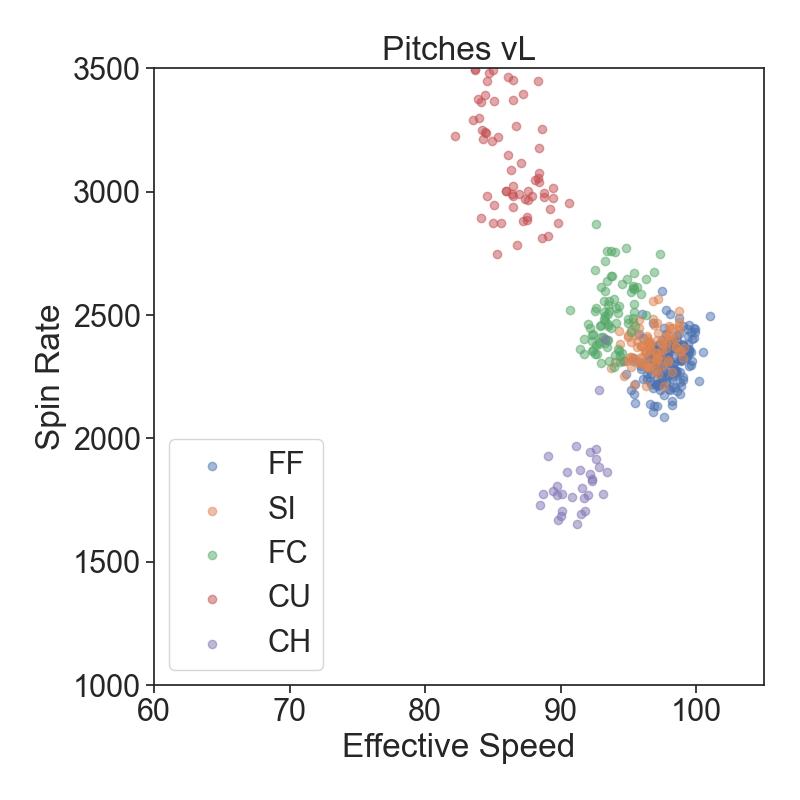 Pitches vL
3500
3000
2500
2000
1500
1000
Spin Rate
FF
SI
FC
CU
CH
60 70 80 90 100
Effective Speed